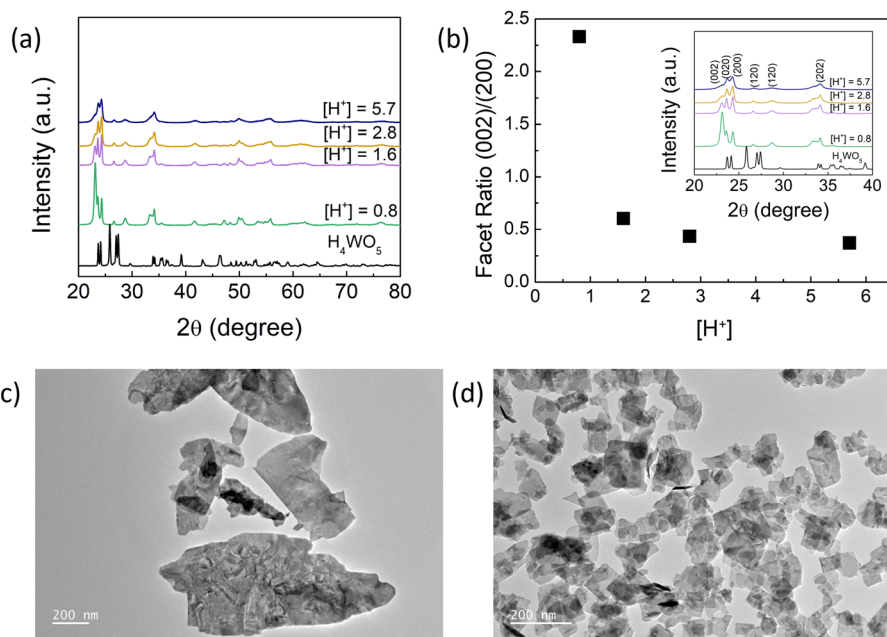 (a)
Intensity (a.u.)
[H⁺] = 5.7
[H⁺] = 2.8
[H⁺] = 1.6
[H⁺] = 0.8
H₄WO₅
20 30 40 50 60 70 80
2θ (degree)
(b)
Facet Ratio (002)/(200)
2.5
2.0
1.5
1.0
0.5
0.0
0 1 2 3 4 5 6
[H⁺]
Intensity (a.u.)
(002)
(020)
(200)
(120)
(120)
(202)
[H⁺] = 5.7
[H⁺] = 2.8
[H⁺] = 1.6
[H⁺] = 0.8
H₄WO₅
20 25 30 35 40
2θ (degree)
c)
200 nm
(d)
200 nm